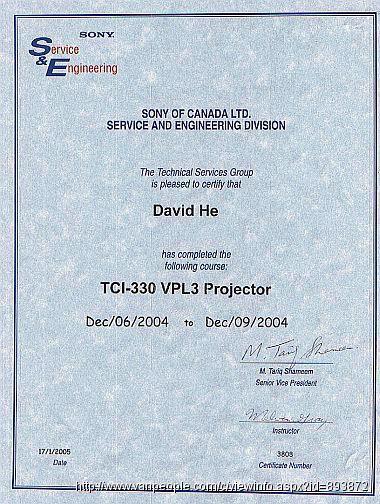 SONY
Service
& Engineering
SONY OF CANADA LTD.
SERVICE AND ENGINEERING DIVISION
The Technical Services Group
is pleased to certify that
David He
has completed the
following course:
TCI-330 VPL3 Projector
Dec/06/2004 to Dec/09/2004
M. Tariq Shameem
M. Tariq Shameem
Senior Vice President
Instructor
17/1/2005
3808
Date
Certificate Number
http://www.vanpeople.com/c/viewinfo.aspx?id=893872